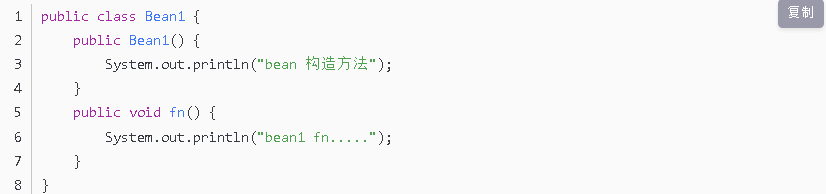 复制
1 public class Bean1 {
2     public Bean1() {
3         System.out.println("bean 构造方法");
4     }
5     public void fn() {
6         System.out.println("bean1 fn.....");
7     }
8 }